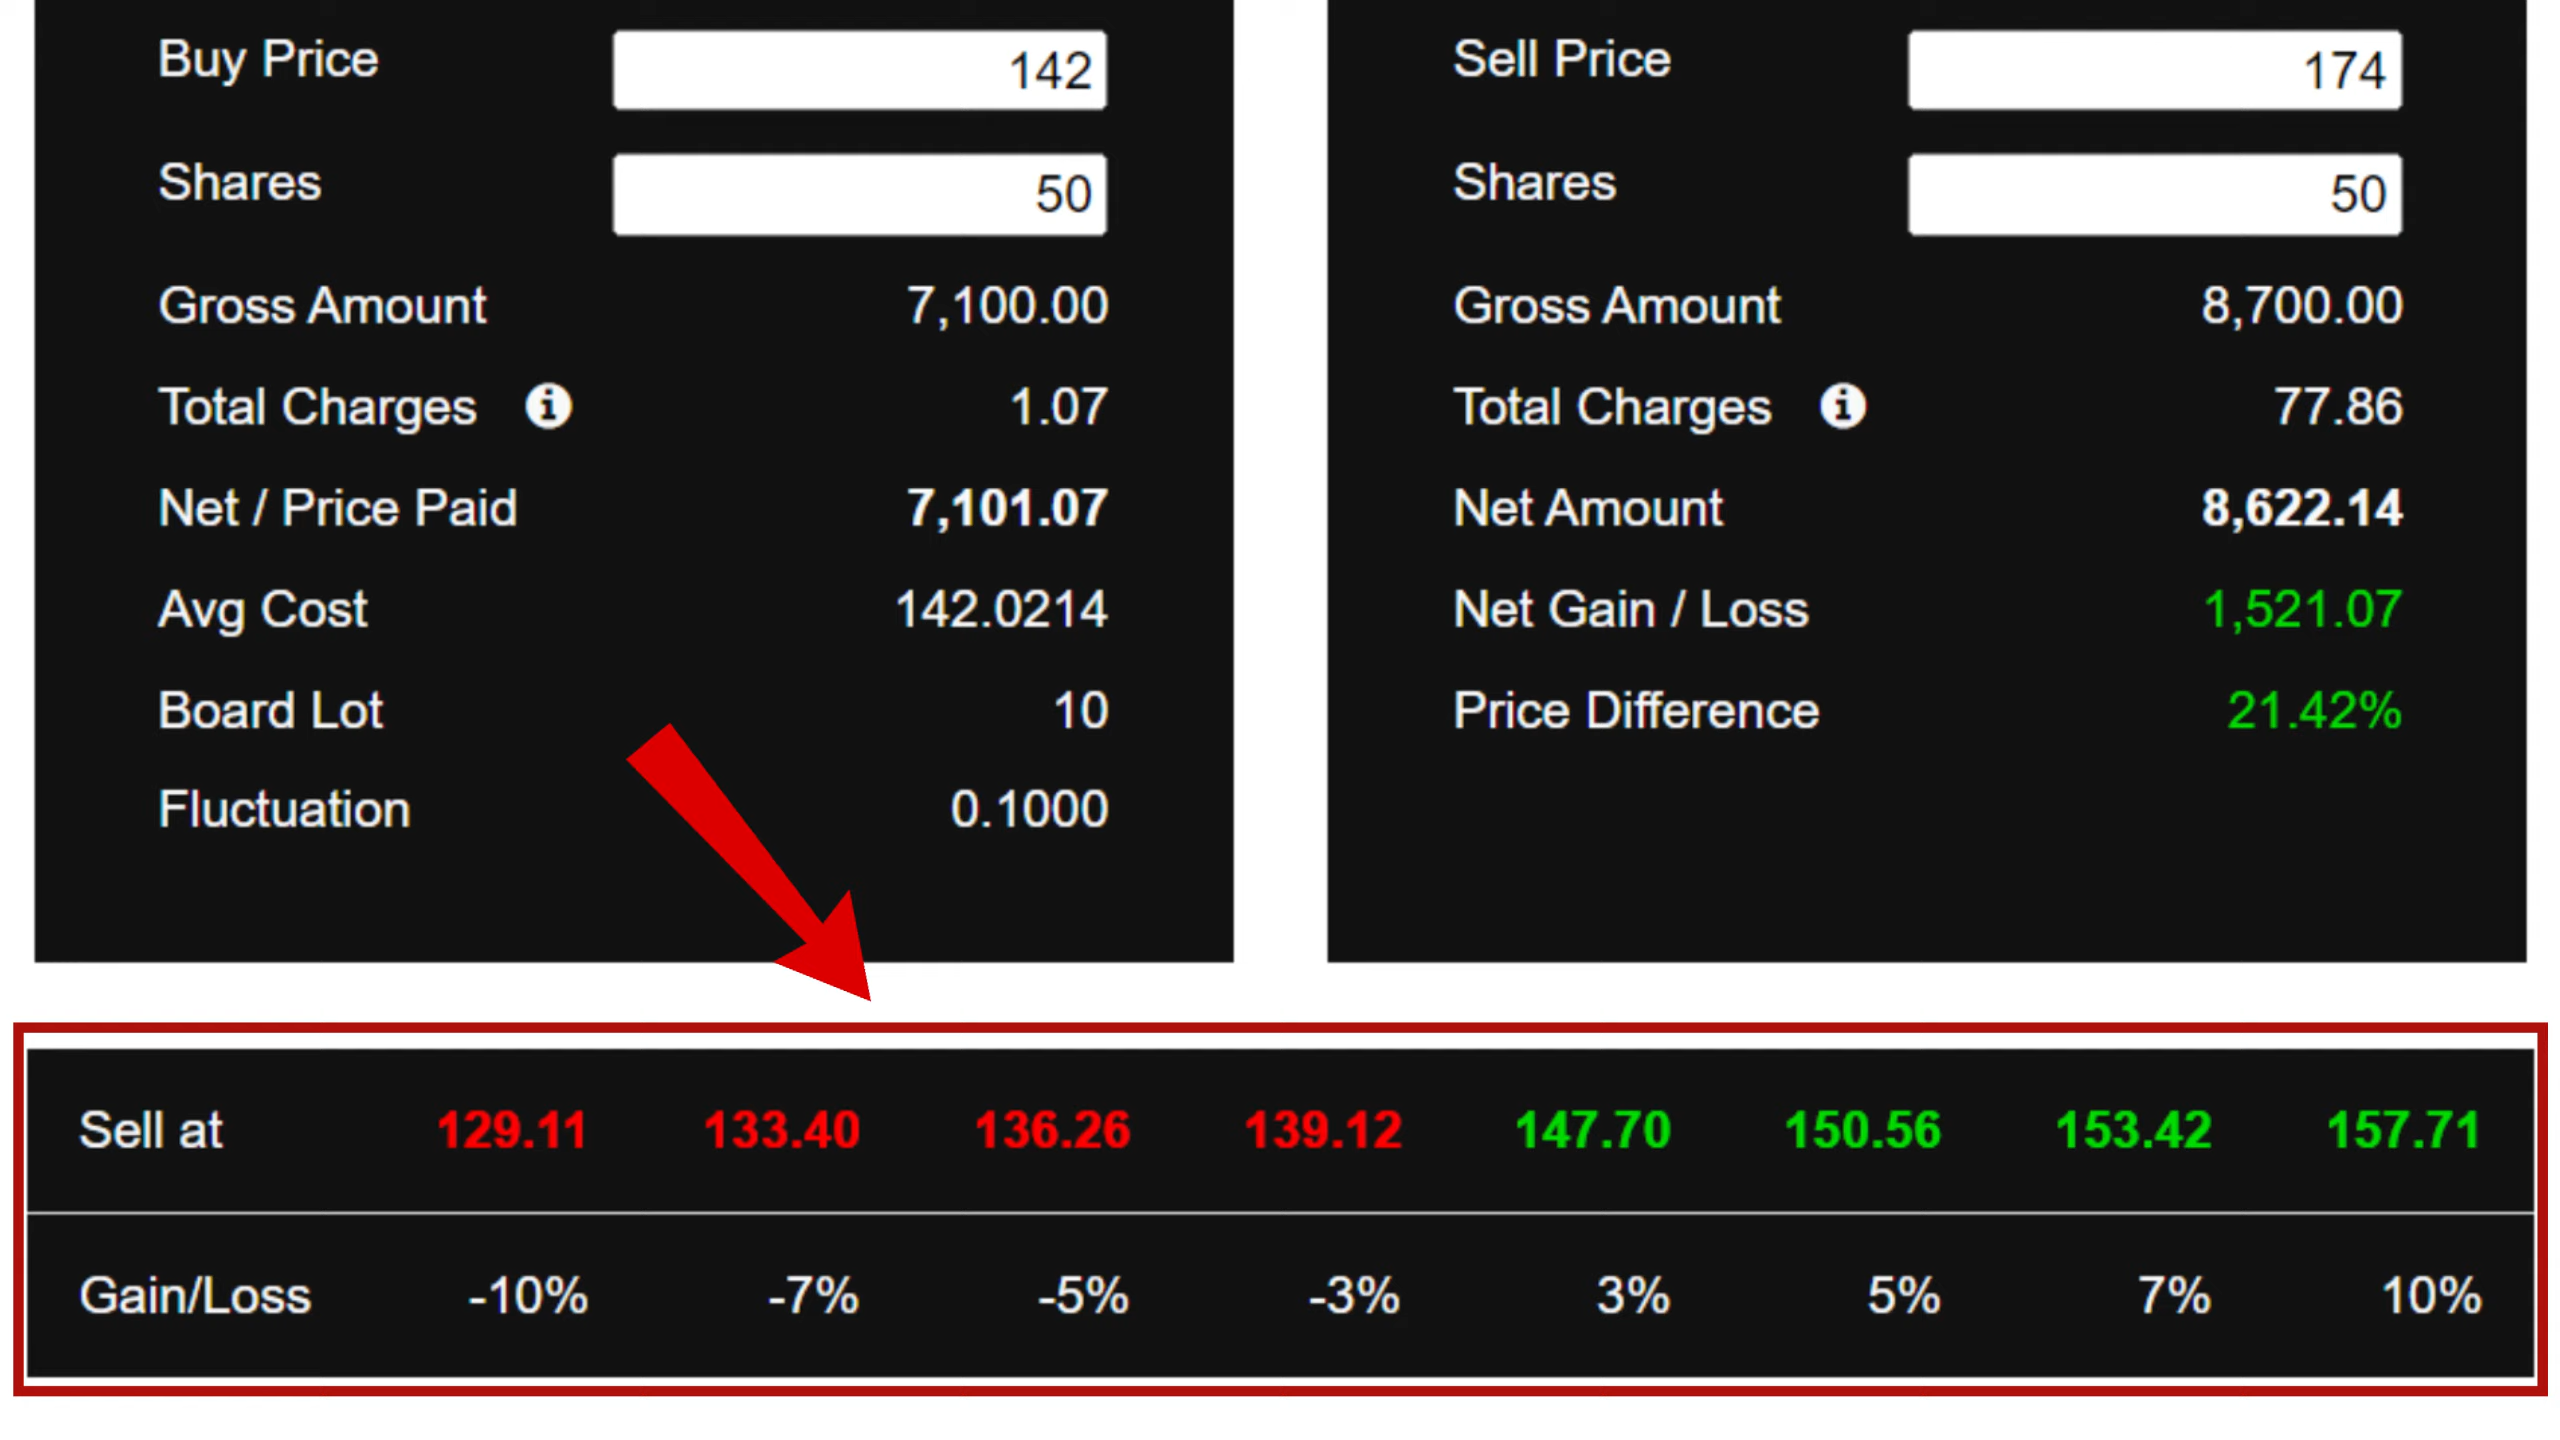 Buy Price 142
Shares 50
Gross Amount 7,100.00
Total Charges 1.07
Net / Price Paid 7,101.07
Avg Cost 142.0214
Board Lot 10
Fluctuation 0.1000
Sell Price 174
Shares 50
Gross Amount 8,700.00
Total Charges 77.86
Net Amount 8,622.14
Net Gain / Loss 1,521.07
Price Difference 21.42%
Sell at 129.11 133.40 136.26 139.12 147.70 150.56 153.42 157.71
Gain/Loss -10% -7% -5% -3% 3% 5% 7% 10%